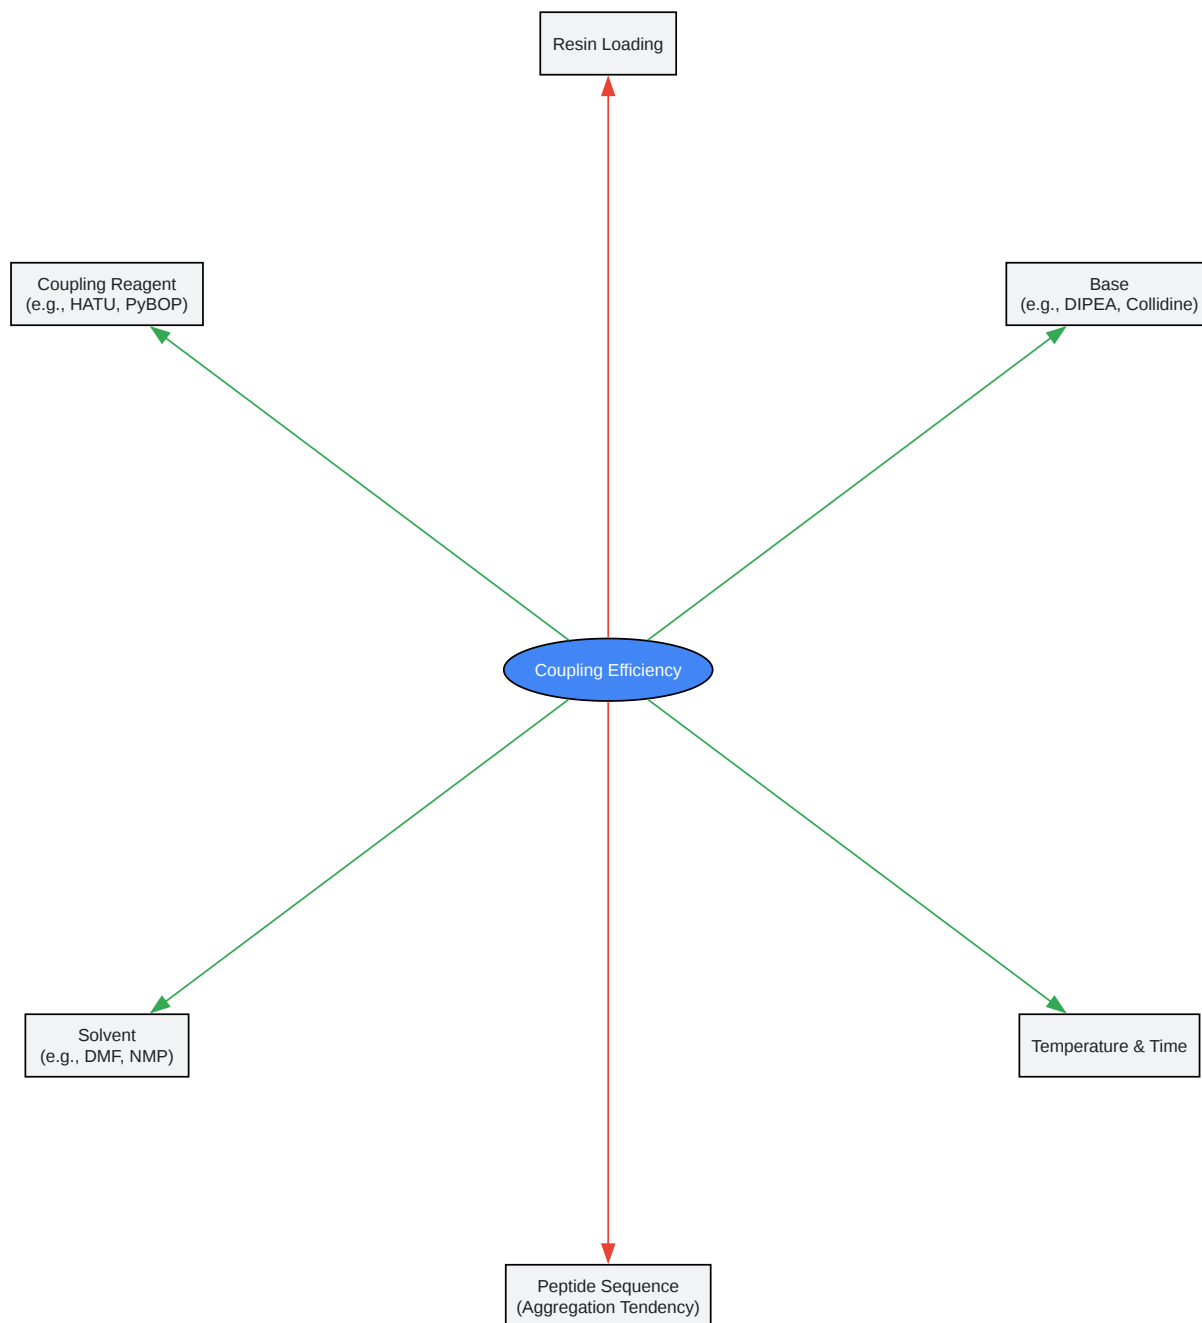 Resin Loading
Coupling Reagent
(e.g., HATU, PyBOP)
Base
(e.g., DIPEA, Collidine)
Coupling Efficiency
Solvent
(e.g., DMF, NMP)
Temperature & Time
Peptide Sequence
(Aggregation Tendency)